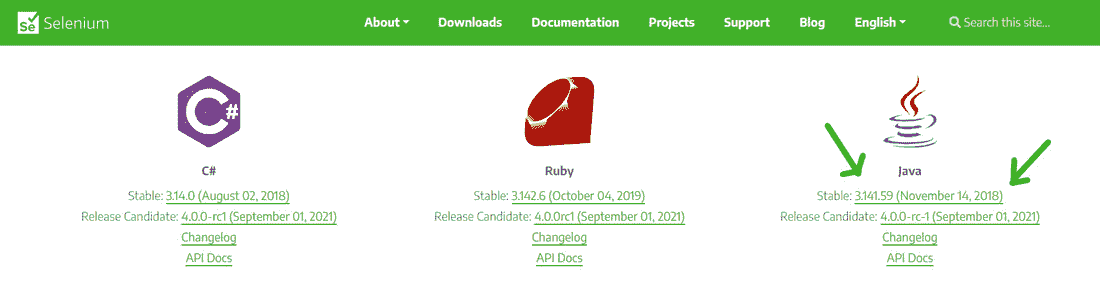 Se Selenium About Downloads Documentation Projects Support Blog English Search this site...
C#
C#
Stable: 3.14.0 (August 02, 2018)
Release Candidate: 4.0.0-rc1 (September 01, 2021)
Changelog
API Docs
Ruby
Stable: 3.142.6 (October 04, 2019)
Release Candidate: 4.0.0rc1 (September 01, 2021)
Changelog
API Docs
Java
Stable: 3.141.59 (November 14, 2018)
Release Candidate: 4.0.0-rc-1 (September 01, 2021)
Changelog
API Docs